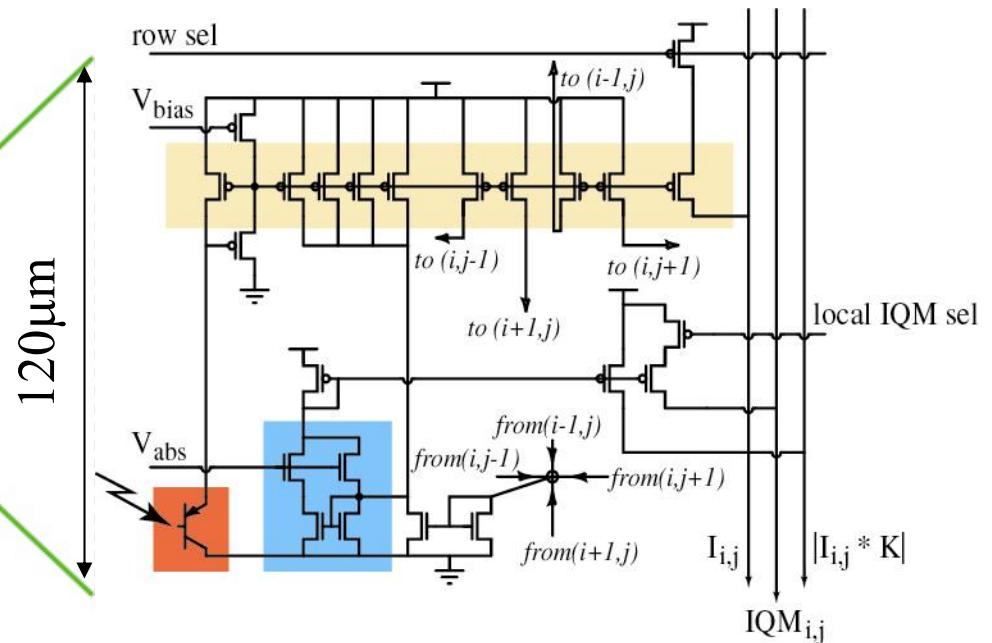 row sel
to (i-1,j)
V_bias
to (i,j-1)
to (i,j+1)
to (i+1,j)
local IQM sel
120μm
from(i-1,j)
V_abs
from(i,j-1)
from(i,j+1)
from(i+1,j)
I_i,j
|I_i,j * K|
IQM_i,j